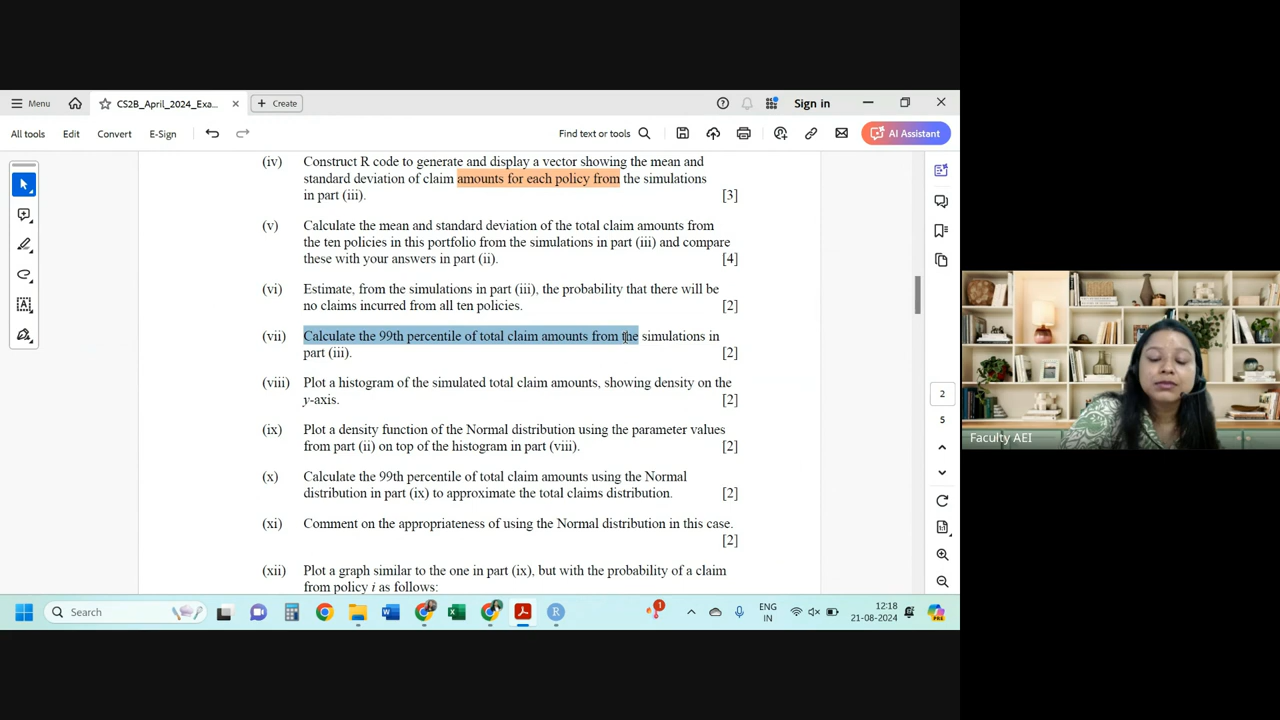 Menu
CS2B_April_2024_Exa...
Create
Sign in
All tools
Edit
Convert
E-Sign
Find text or tools
AI Assistant
(iv) Construct R code to generate and display a vector showing the mean and
standard deviation of claim amounts for each policy from the simulations
in part (iii). [3]
(v) Calculate the mean and standard deviation of the total claim amounts from
the ten policies in this portfolio from the simulations in part (iii) and compare
these with your answers in part (ii). [4]
(vi) Estimate, from the simulations in part (iii), the probability that there will be
no claims incurred from all ten policies. [2]
(vii) Calculate the 99th percentile of total claim amounts from the simulations in
part (iii). [2]
(viii) Plot a histogram of the simulated total claim amounts, showing density on the
y-axis. [2]
(ix) Plot a density function of the Normal distribution using the parameter values
from part (ii) on top of the histogram in part (viii). [2]
(x) Calculate the 99th percentile of total claim amounts using the Normal
distribution in part (ix) to approximate the total claims distribution. [2]
(xi) Comment on the appropriateness of using the Normal distribution in this case.
[2]
(xii) Plot a graph similar to the one in part (ix), but with the probability of a claim
from policy i as follows:
2
5
Faculty AEI
Search
1
ENG
IN
12:18
21-08-2024